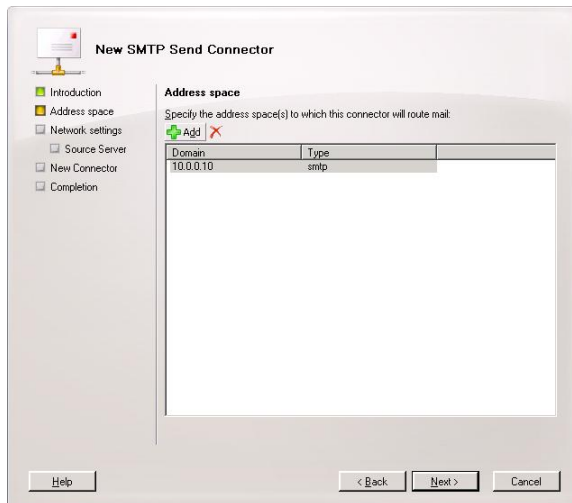 New SMTP Send Connector
Introduction
Address space
Network settings
Source Server
New Connector
Completion
Address space
Specify the address space(s) to which this connector will route mail:
Add
Domain Type
10.0.0.10 smtp
Help < Back Next > Cancel